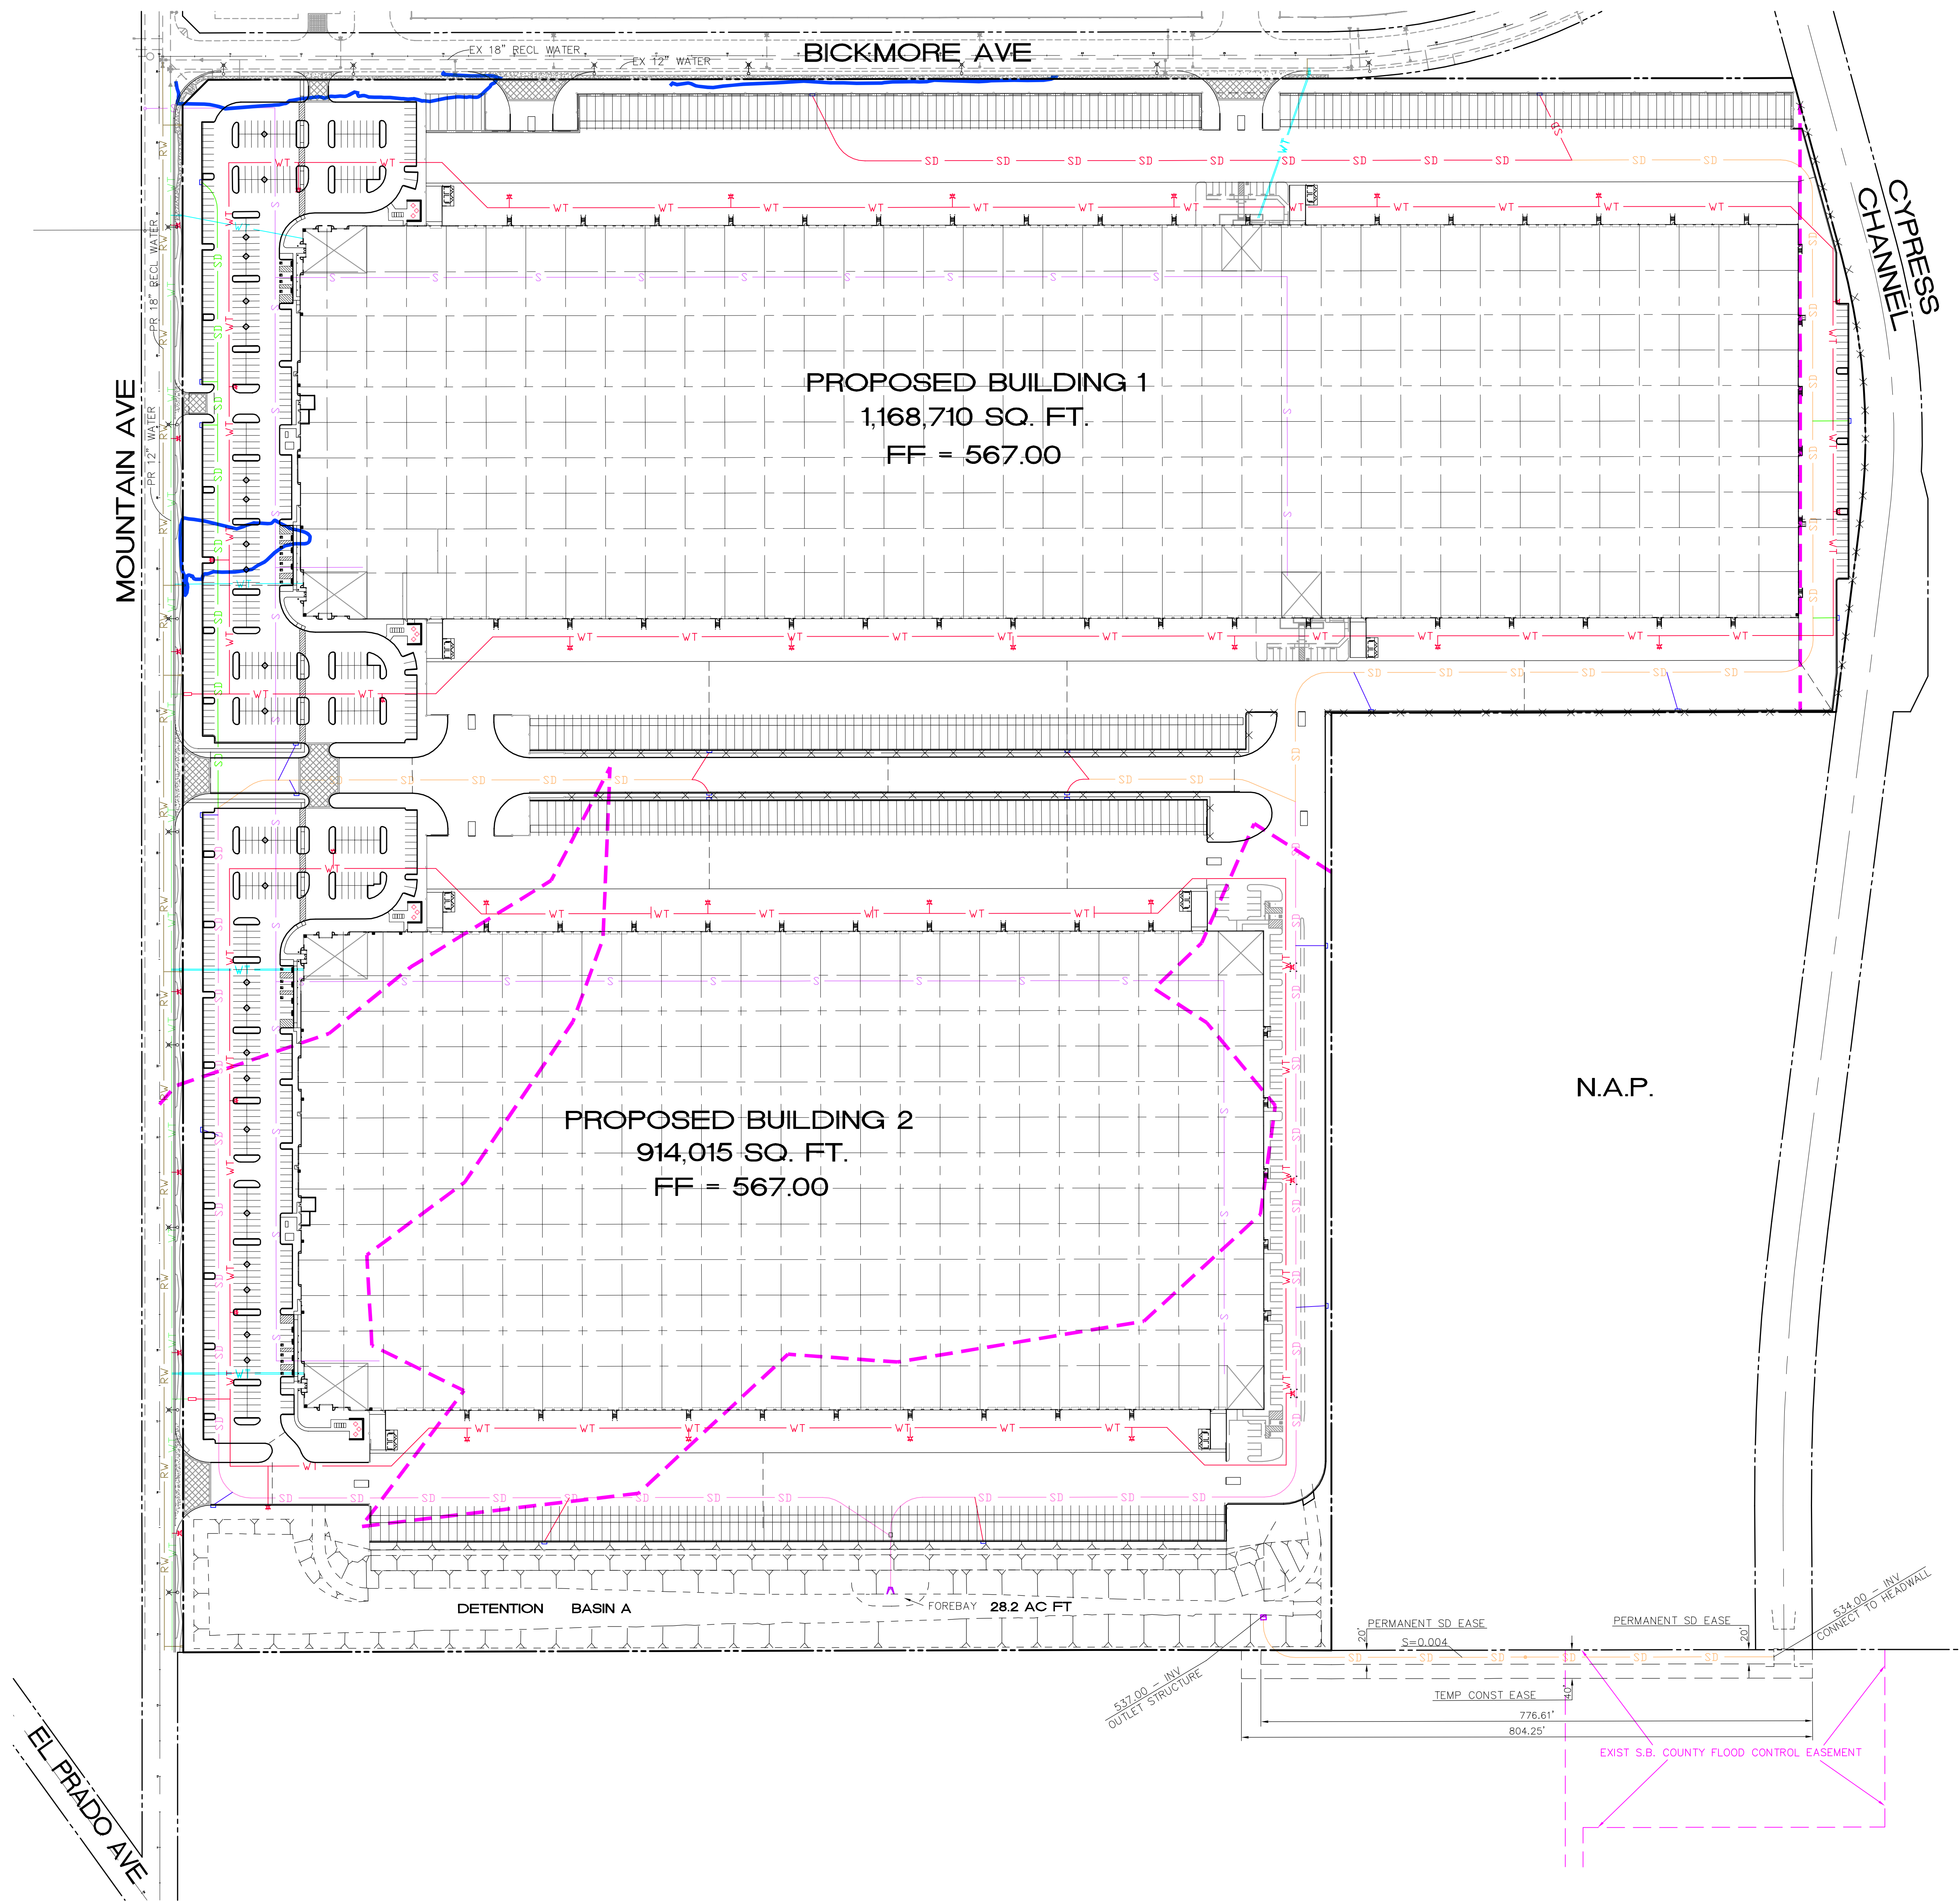 EX 18" RECL WATER
EX 12" WATER
BICKMORE AVE
CYPRESS
CHANNEL
PR 18" RECL WATER
PR 12" WATER
MOUNTAIN AVE
PROPOSED BUILDING 1
1,168,710 SQ. FT.
FF = 567.00
PROPOSED BUILDING 2
914,015 SQ. FT.
FF = 567.00
N.A.P.
DETENTION BASIN A
FOREBAY 28.2 AC FT
537.00 - INV
OUTLET STRUCTURE
20'
PERMANENT SD EASE
S=0.004
PERMANENT SD EASE
20'
534.00 - INV
CONNECT TO HEADWALL
TEMP CONST EASE
40'
776.61'
804.25'
EXIST S.B. COUNTY FLOOD CONTROL EASEMENT
EL PRADO AVE